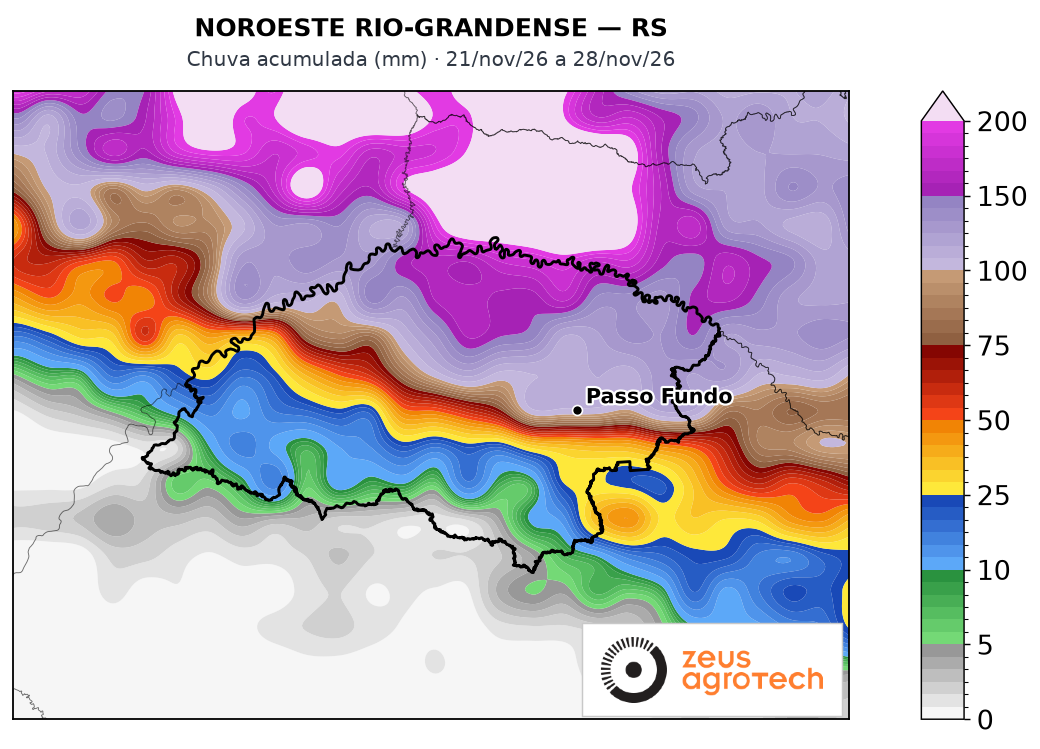 NOROESTE RIO-GRANDENSE — RS
Chuva acumulada (mm) · 21/nov/26 a 28/nov/26
200
150
100
75
50
25
10
5
0
Passo Fundo
zeus
agrotech